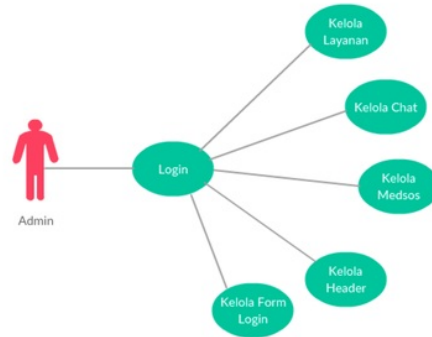 Kelola
Layanan
Kelola Chat
Login
Kelola
Medsos
Admin
Kelola
Header
Kelola Form
Login